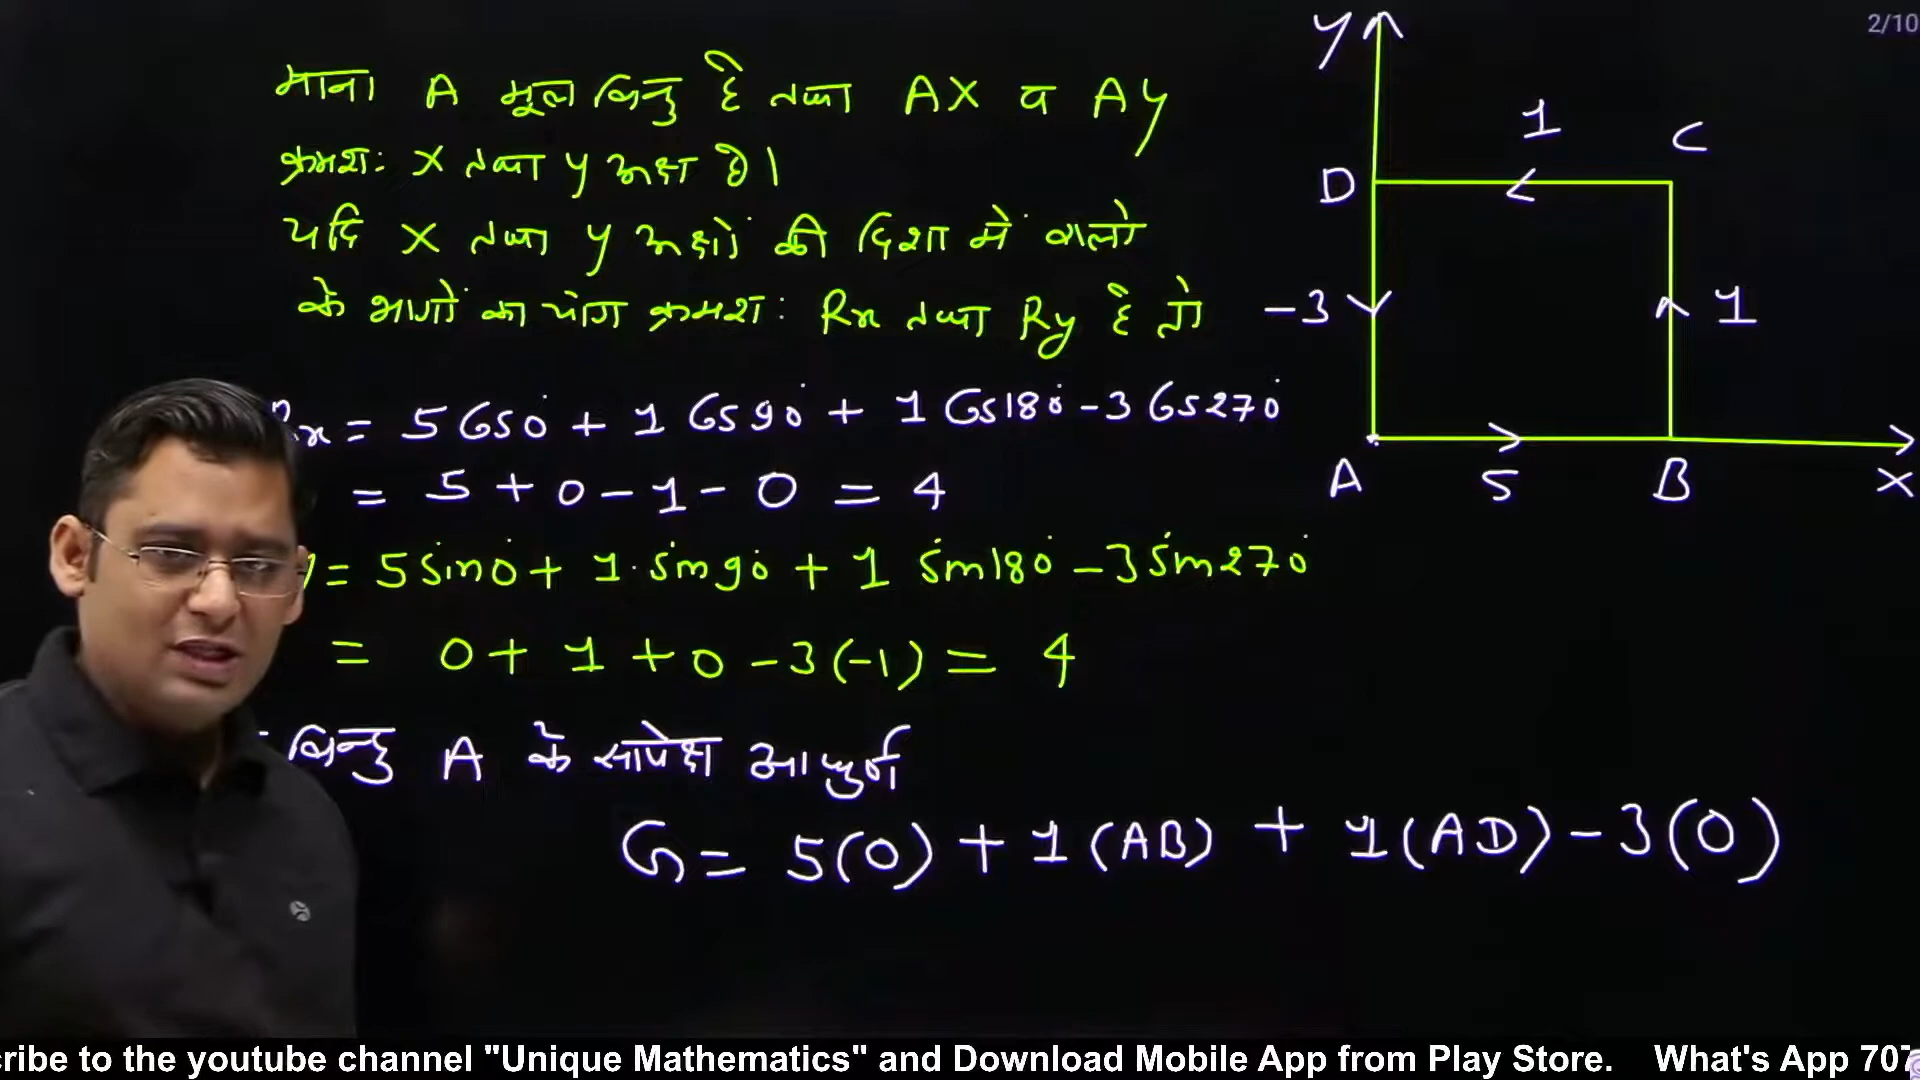 माना A मूल बिन्दु है तथा AX व AY
क्रमशः X तथा Y अक्ष है।
यदि X तथा Y अक्षों की दिशा में बलों
के भागों का योग क्रमशः Rx तथा Ry है तो
x = 5 Cos0° + 1 Cos90° + 1 Cos180° - 3 Cos270°
= 5 + 0 - 1 - 0 = 4
= 5 Sin0° + 1. Sin90° + 1 Sin180° - 3 Sin270°
= 0 + 1 + 0 - 3(-1) = 4
बिन्दु A के सापेक्ष आघूर्ण
G = 5(0) + 1(AB) + 1(AD) - 3(0)
Y
2/10
1
C
D
-3
1
A
5
B
X
cribe to the youtube channel "Unique Mathematics" and Download Mobile App from Play Store. What's App 707